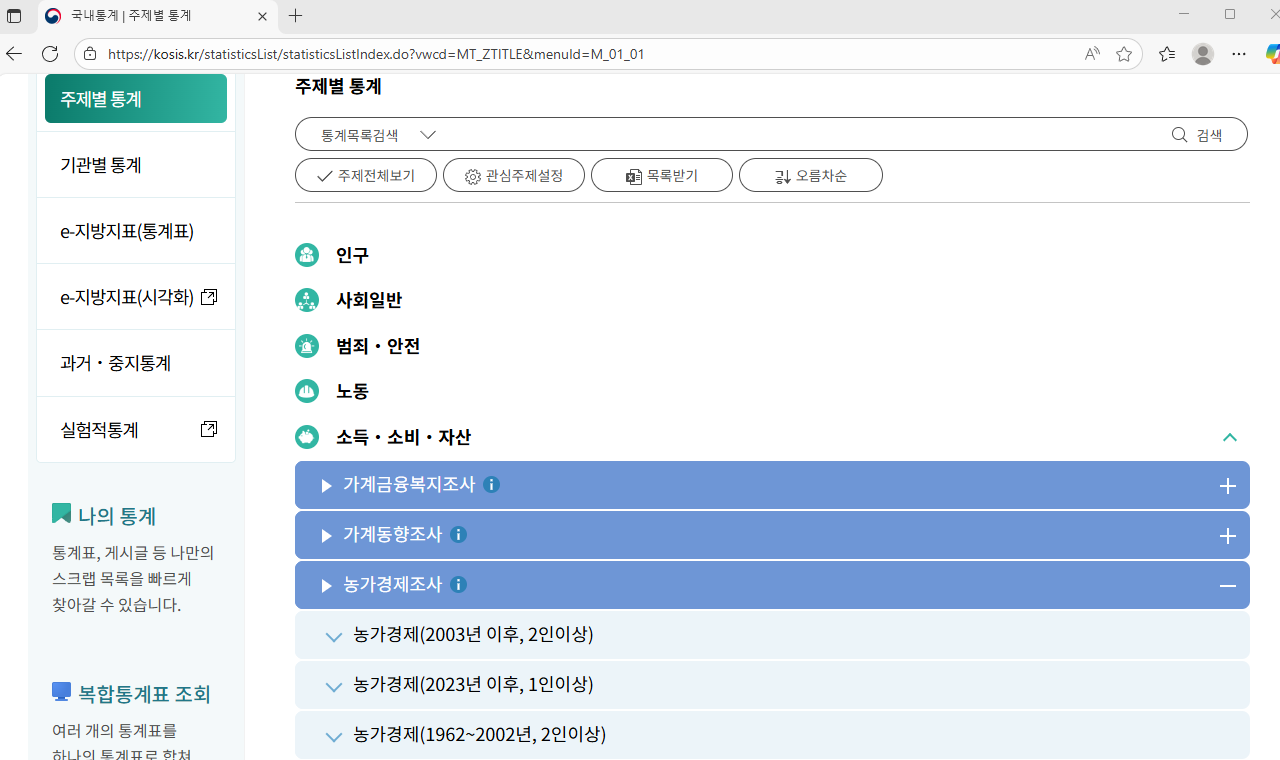 국내통계 | 주제별 통계
https://kosis.kr/statisticsList/statisticsListIndex.do?vwcd=MT_ZTITLE&menuId=M_01_01
주제별 통계
기관별 통계
e-지방지표(통계표)
e-지방지표(시각화)
과거・중지통계
실험적통계
나의 통계
통계표, 게시글 등 나만의
스크랩 목록을 빠르게
찾아갈 수 있습니다.
복합통계표 조회
여러 개의 통계표를
하나의 통계표로 합쳐
주제별 통계
통계목록검색 검색
주제전체보기 관심주제설정 목록받기 오름차순
인구
사회일반
범죄・안전
노동
소득・소비・자산
가계금융복지조사
가계동향조사
농가경제조사
농가경제(2003년 이후, 2인이상)
농가경제(2023년 이후, 1인이상)
농가경제(1962~2002년, 2인이상)